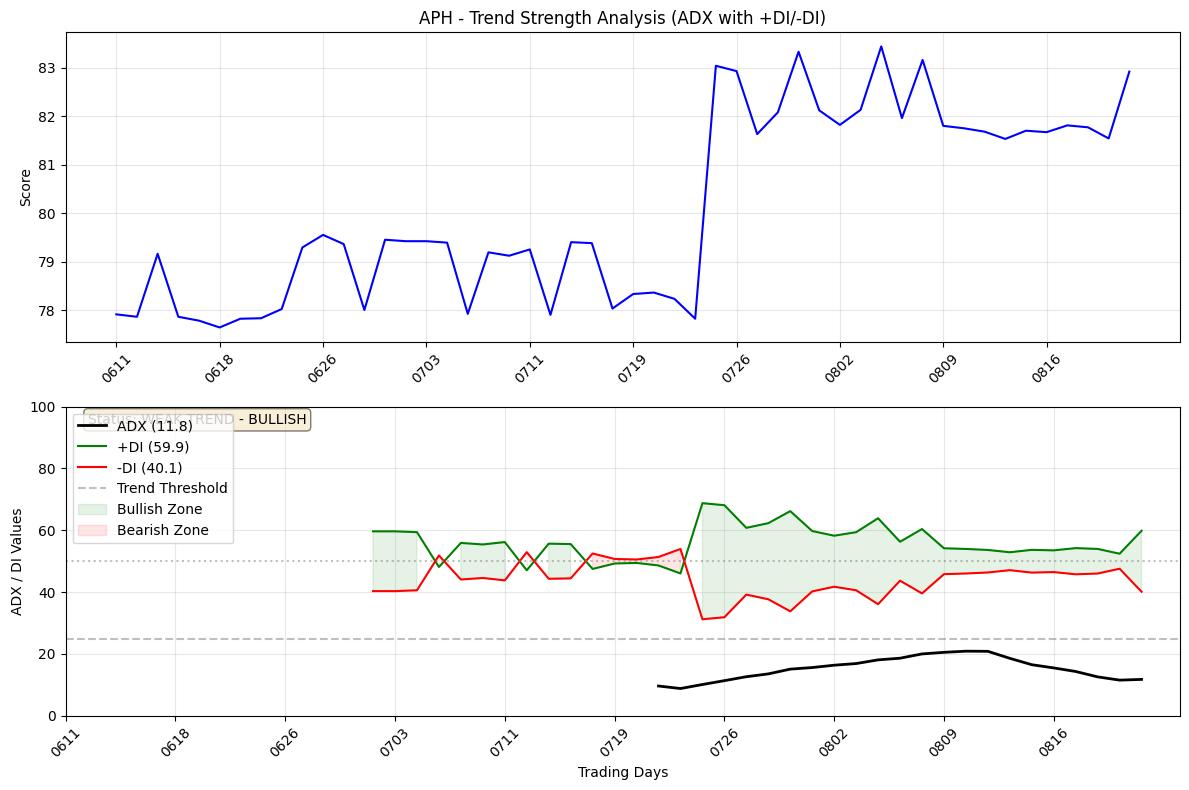 APH - Trend Strength Analysis (ADX with +DI/-DI)
83
82
81
80
79
78
Score
0611
0618
0626
0703
0711
0719
0726
0802
0809
0816
Status: WEAK TREND - BULLISH
ADX (11.8)
+DI (59.9)
-DI (40.1)
Trend Threshold
Bullish Zone
Bearish Zone
100
80
60
40
20
0
ADX / DI Values
0611
0618
0626
0703
0711
0719
0726
0802
0809
0816
Trading Days